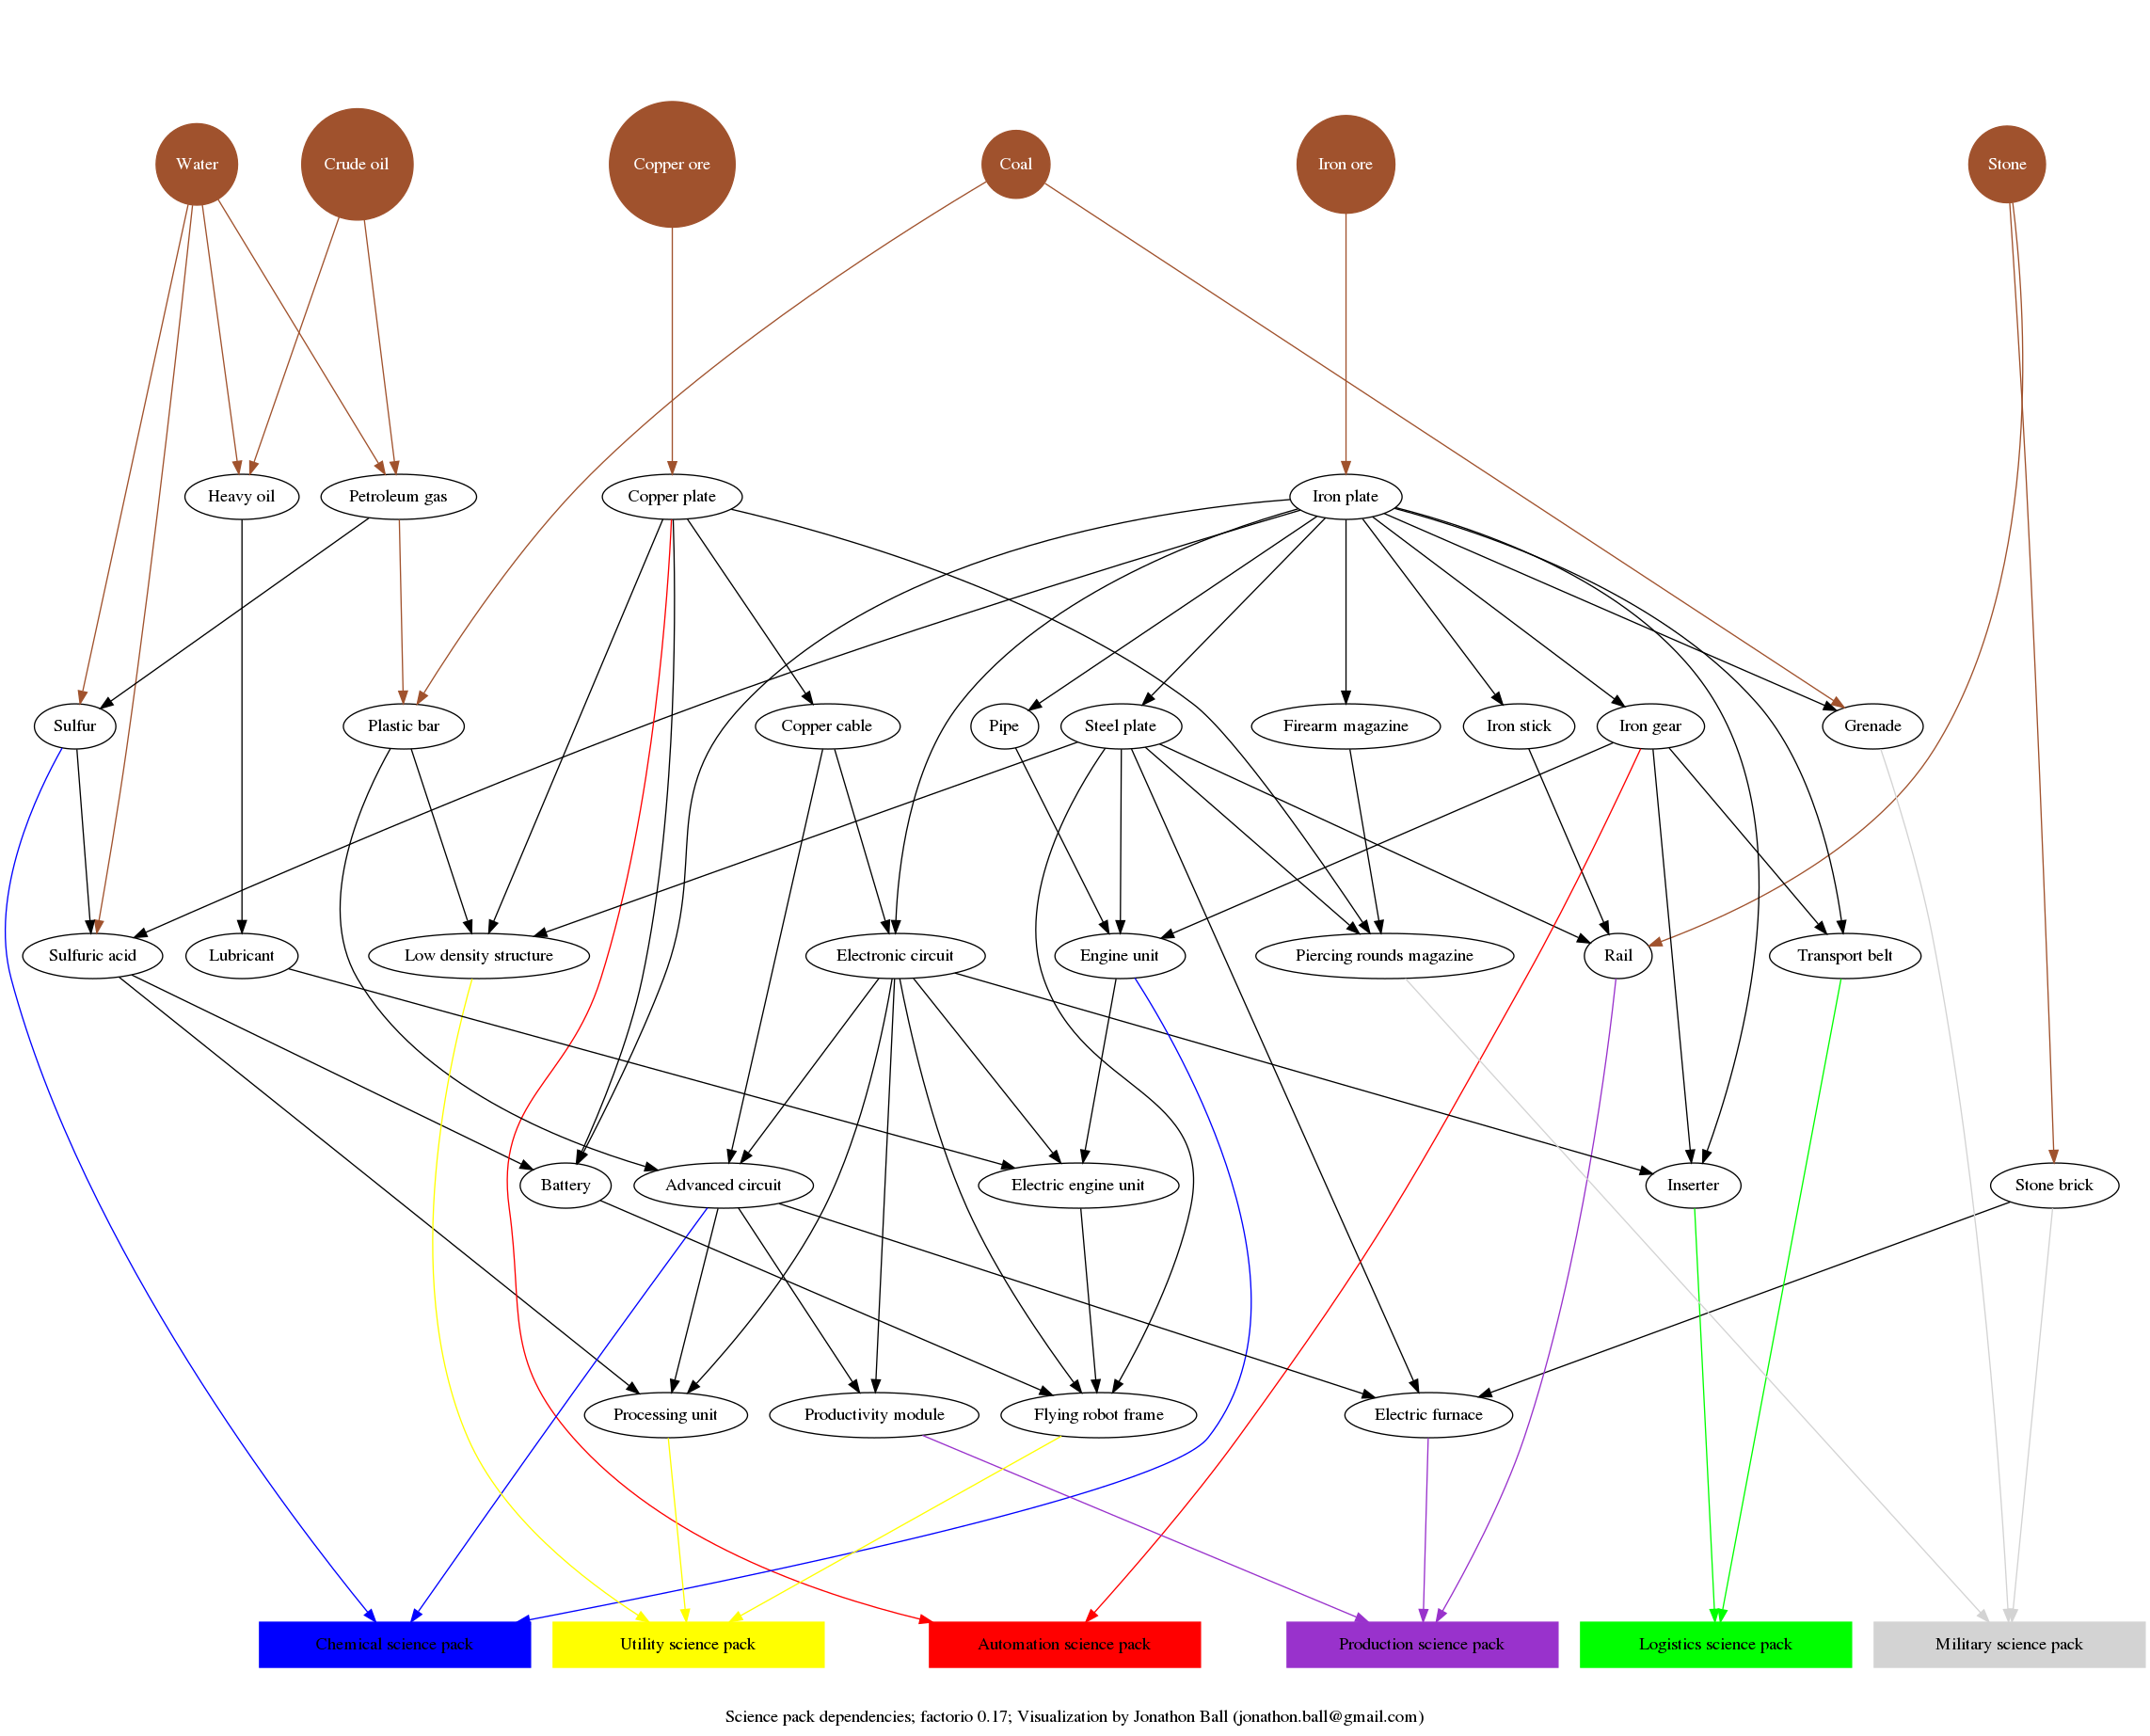 Water
Crude oil
Copper ore
Coal
Iron ore
Stone
Heavy oil
Petroleum gas
Copper plate
Iron plate
Sulfur
Plastic bar
Copper cable
Pipe
Steel plate
Firearm magazine
Iron stick
Iron gear
Grenade
Sulfuric acid
Lubricant
Low density structure
Electronic circuit
Engine unit
Piercing rounds magazine
Rail
Transport belt
Battery
Advanced circuit
Electric engine unit
Inserter
Stone brick
Processing unit
Productivity module
Flying robot frame
Electric furnace
Chemical science pack
Utility science pack
Automation science pack
Production science pack
Logistics science pack
Military science pack
Science pack dependencies; factorio 0.17; Visualization by Jonathon Ball (jonathon.ball@gmail.com)